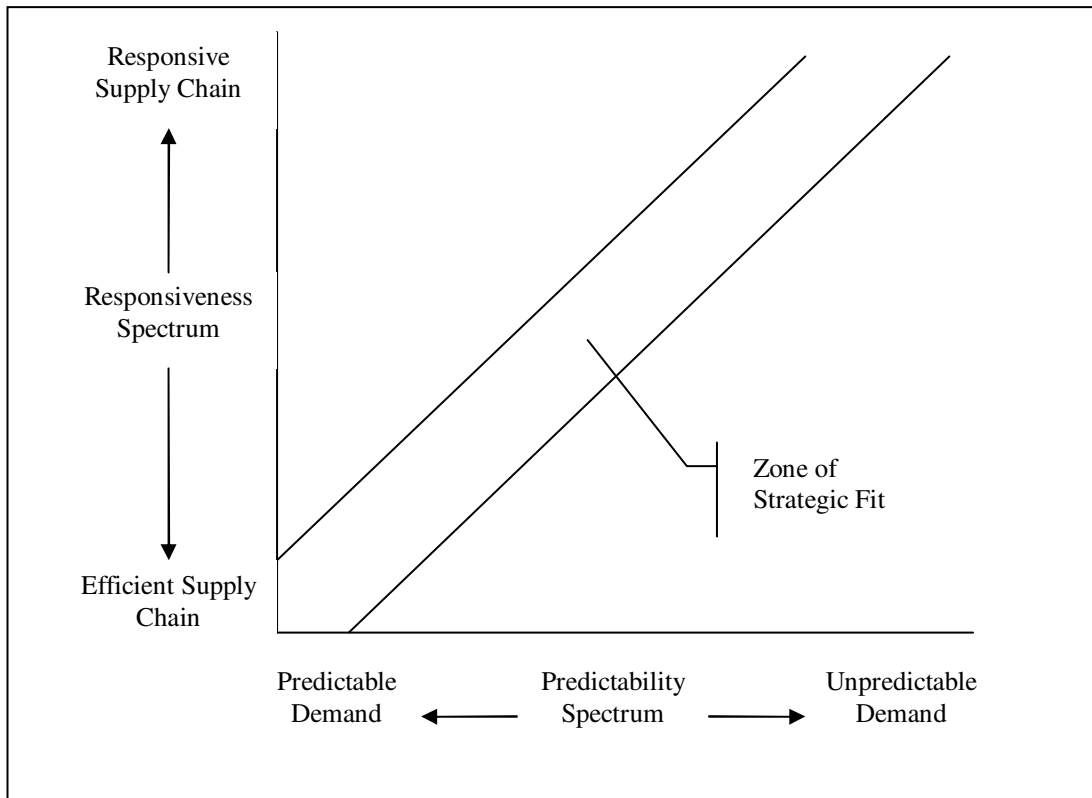 Responsive
Supply Chain
Responsiveness
Spectrum
Zone of
Strategic Fit
Efficient Supply
Chain
Predictable
Demand
Predictability
Spectrum
Unpredictable
Demand